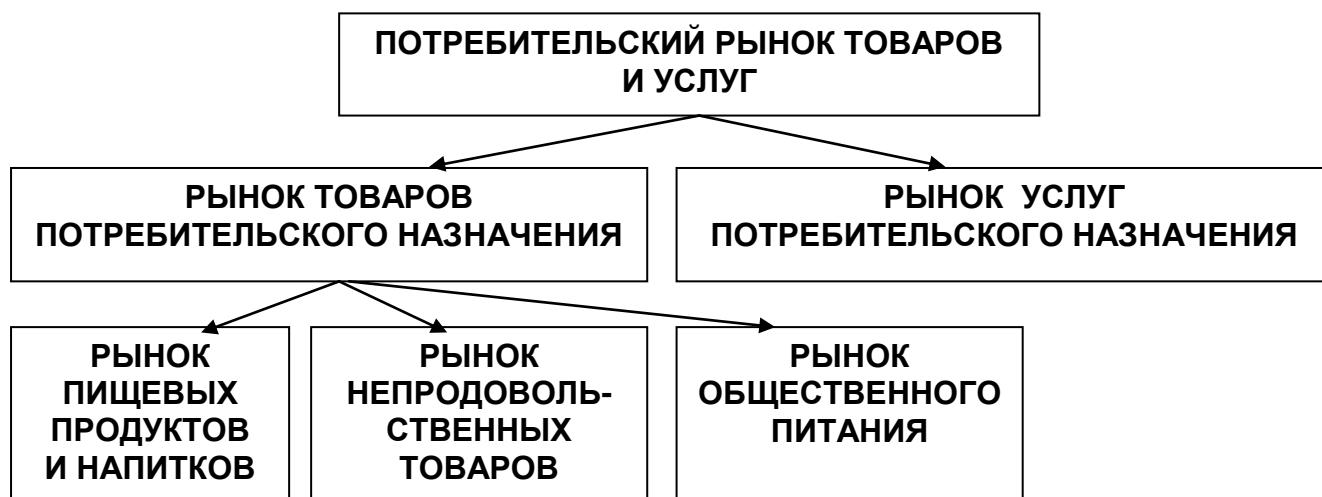 ПОТРЕБИТЕЛЬСКИЙ РЫНОК ТОВАРОВ
И УСЛУГ
РЫНОК ТОВАРОВ
ПОТРЕБИТЕЛЬСКОГО НАЗНАЧЕНИЯ
РЫНОК УСЛУГ
ПОТРЕБИТЕЛЬСКОГО НАЗНАЧЕНИЯ
РЫНОК
ПИЩЕВЫХ
ПРОДУКТОВ
И НАПИТКОВ
РЫНОК
НЕПРОДОВОЛЬ-
СТВЕННЫХ
ТОВАРОВ
РЫНОК
ОБЩЕСТВЕННОГО
ПИТАНИЯ